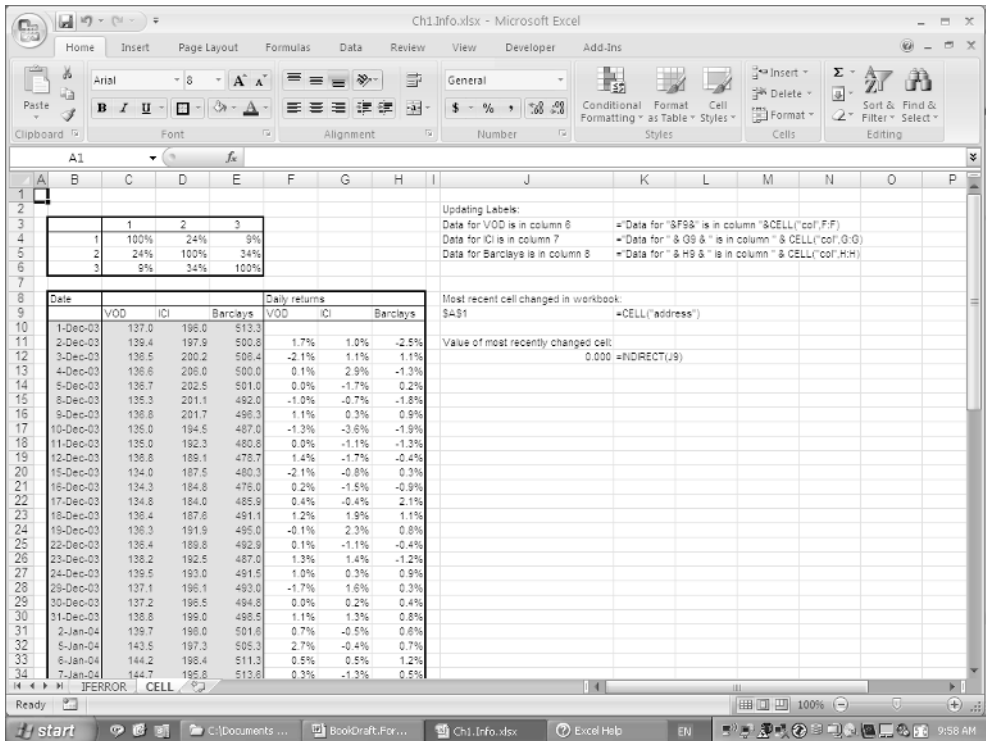 Ch1.Info.xlsx - Microsoft Excel
Home Insert Page Layout Formulas Data Review View Developer Add-Ins
Arial 8 A A General Insert Σ
Paste B I U A $ % , Conditional Formatting as Table Cell Styles Delete Sort & Filter Find & Select
Format
Clipboard Font Alignment Number Styles Cells Editing
A1 fx
A B C D E F G H I J K L M N O P
1
2 Updating Labels:
3 1 2 3 Data for VOD is in column 6 ="Data for "&F9&" is in column "&CELL("col",F:F)
4 1 100% 24% 9% Data for ICI is in column 7 ="Data for " & G9 & " is in column " & CELL("col",G:G)
5 2 24% 100% 34% Data for Barclays is in column 8 ="Data for " & H9 & " is in column " & CELL("col",H:H)
6 3 9% 34% 100%
7
8 Date Daily returns Most recent cell changed in workbook:
9 VOD ICI Barclays VOD ICI Barclays $A$1 =CELL("address")
10 1-Dec-03 137.0 196.0 513.3
11 2-Dec-03 139.4 197.9 500.8 1.7% 1.0% -2.5% Value of most recently changed cell:
12 3-Dec-03 136.5 200.2 506.4 -2.1% 1.1% 1.1% 0.000 =INDIRECT(J9)
13 4-Dec-03 136.6 206.0 500.0 0.1% 2.9% -1.3%
14 5-Dec-03 136.7 202.5 501.0 0.0% -1.7% 0.2%
15 8-Dec-03 135.3 201.1 492.0 -1.0% -0.7% -1.8%
16 9-Dec-03 136.8 201.7 496.3 1.1% 0.3% 0.9%
17 10-Dec-03 135.0 194.5 487.0 -1.3% -3.6% -1.9%
18 11-Dec-03 135.0 192.3 480.8 0.0% -1.1% -1.3%
19 12-Dec-03 136.8 189.1 478.7 1.4% -1.7% -0.4%
20 15-Dec-03 134.0 187.5 480.3 -2.1% -0.8% 0.3%
21 16-Dec-03 134.3 184.8 476.0 0.2% -1.5% -0.9%
22 17-Dec-03 134.8 184.0 485.9 0.4% -0.4% 2.1%
23 18-Dec-03 136.4 187.6 491.1 1.2% 1.9% 1.1%
24 19-Dec-03 136.3 191.9 495.0 -0.1% 2.3% 0.8%
25 22-Dec-03 136.4 189.8 492.9 0.1% -1.1% -0.4%
26 23-Dec-03 138.2 192.5 487.0 1.3% 1.4% -1.2%
27 24-Dec-03 139.5 193.0 491.5 1.0% 0.3% 0.9%
28 29-Dec-03 137.1 196.1 493.0 -1.7% 1.6% 0.3%
29 30-Dec-03 137.2 196.5 494.8 0.0% 0.2% 0.4%
30 31-Dec-03 138.8 199.0 498.5 1.1% 1.3% 0.8%
31 2-Jan-04 139.7 198.0 501.6 0.7% -0.5% 0.6%
32 5-Jan-04 143.5 197.3 505.3 2.7% -0.4% 0.7%
33 6-Jan-04 144.2 198.4 511.3 0.5% 0.5% 1.2%
34 7-Jan-04 144.7 195.8 513.8 0.3% -1.3% 0.5%
IFERROR CELL
Ready 100%
start C:\Documents ... BookDraft.For... Ch1.Info.xlsx Excel Help EN 9:58 AM